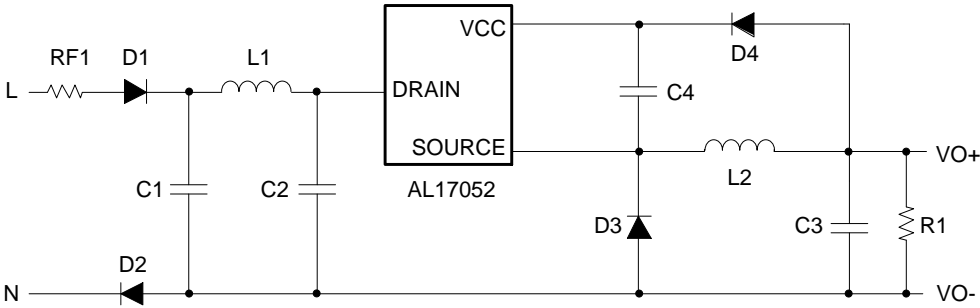 VCC
D4
RF1
D1
L1
L
DRAIN
C4
SOURCE
VO+
AL17052
L2
C1
C2
D3
C3
R1
D2
N
VO-